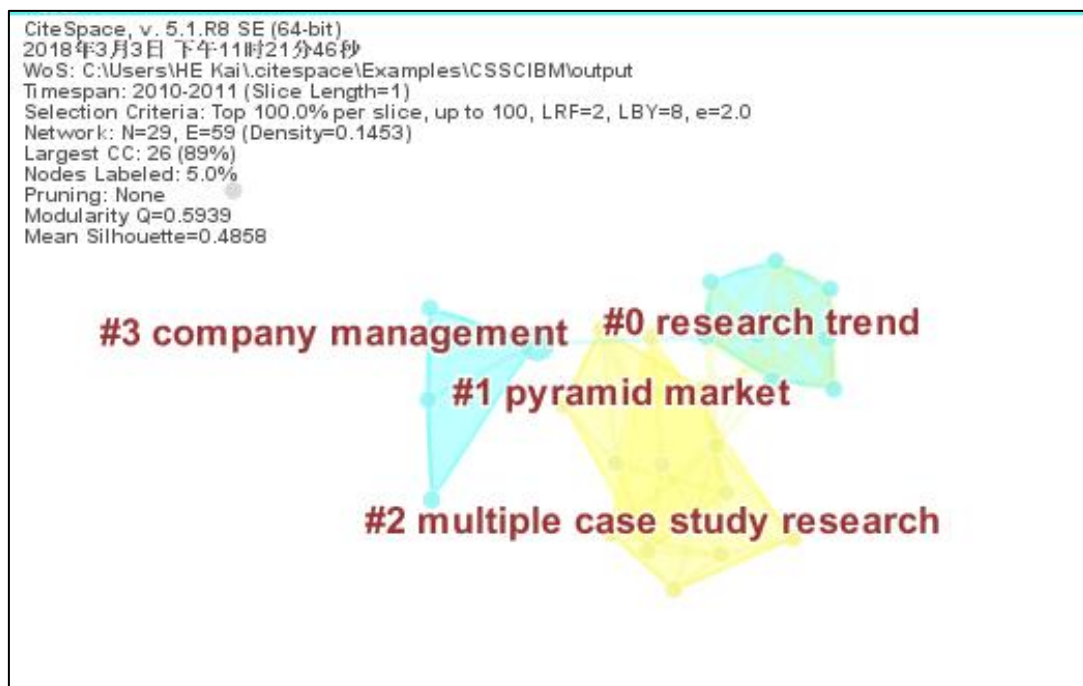 CiteSpace, v. 5.1.R8 SE (64-bit)
2018年3月3日 下午11时21分46秒
WoS: C:\Users\HE Kai\.citespace\Examples\CSSCIBM\output
Timespan: 2010-2011 (Slice Length=1)
Selection Criteria: Top 100.0% per slice, up to 100, LRF=2, LBY=8, e=2.0
Network: N=29, E=59 (Density=0.1453)
Largest CC: 26 (89%)
Nodes Labeled: 5.0%
Pruning: None
Modularity Q=0.5939
Mean Silhouette=0.4858
#3 company management
#0 research trend
#1 pyramid market
#2 multiple case study research